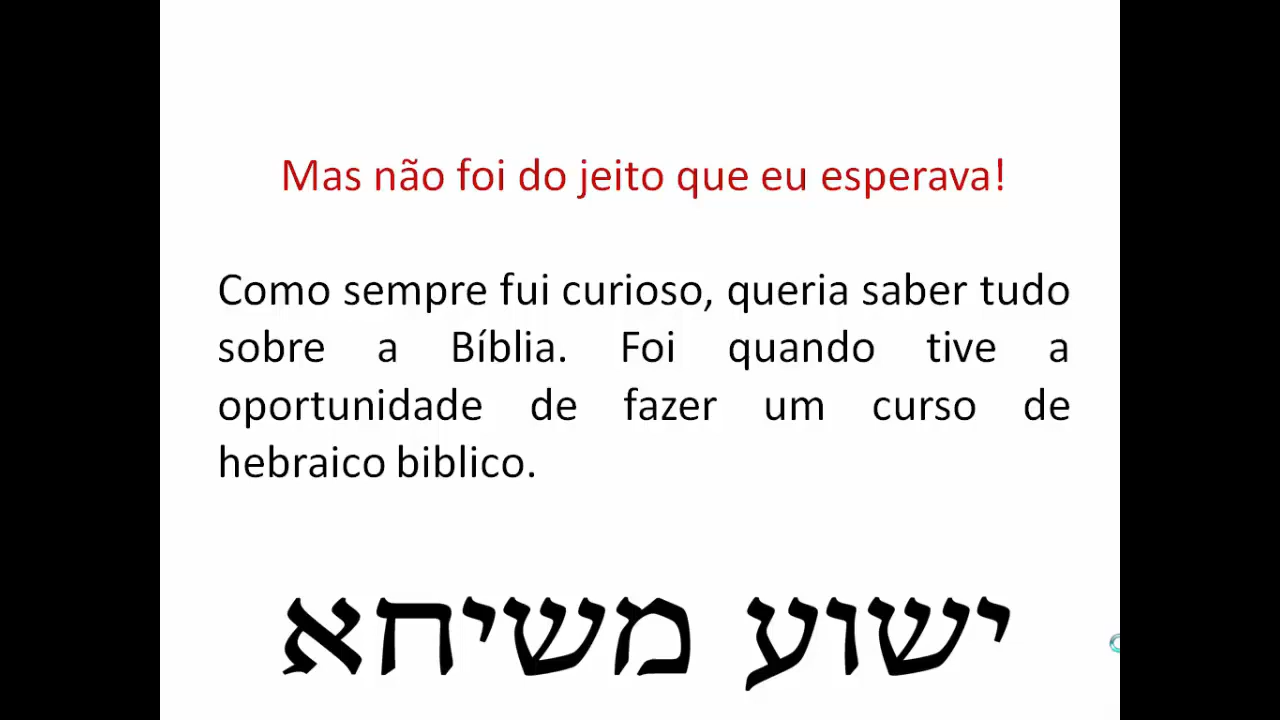 Mas não foi do jeito que eu esperava!
Como sempre fui curioso, queria saber tudo
sobre a Bíblia. Foi quando tive a
oportunidade de fazer um curso de
hebraico biblico.
ישוע משיחא